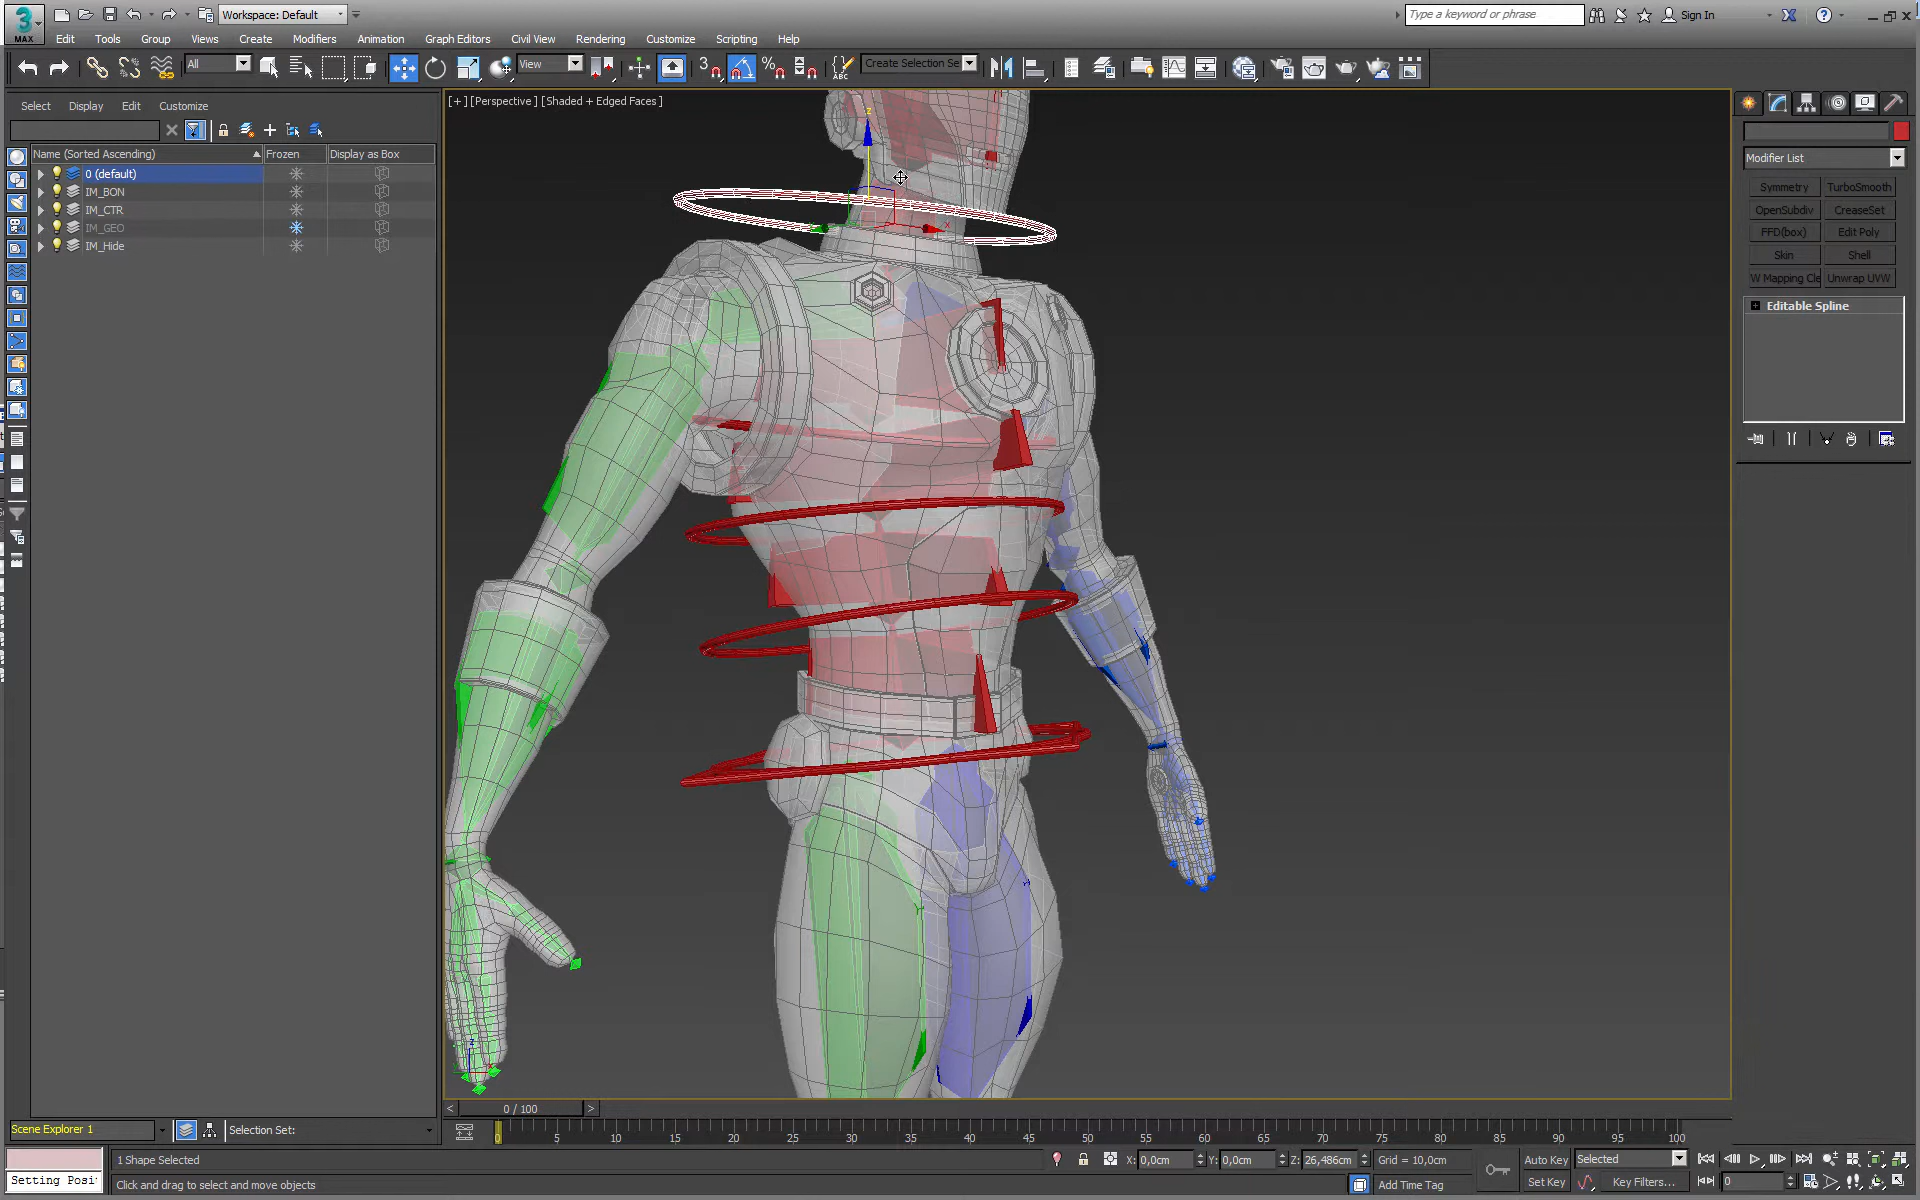 Workspace: Default
Type a keyword or phrase
Sign In
MAX
Edit Tools Group Views Create Modifiers Animation Graph Editors Civil View Rendering Customize Scripting Help
All
View
3
%
ABC
Create Selection Se
Select Display Edit Customize
[+] [Perspective] [Shaded + Edged Faces]
Name (Sorted Ascending) Frozen Display as Box
0 (default)
IM_BON
IM_CTR
IM_GEO
IM_Hide
Modifier List
Symmetry TurboSmooth
OpenSubdiv CreaseSet
FFD(box) Edit Poly
Skin Shell
W Mapping Cle Unwrap UVW
Editable Spline
z
x
< 0 / 100 >
Scene Explorer 1
Selection Set:
0 5 10 15 20 25 30 35 40 45 50 55 60 65 70 75 80 85 90 95 100
1 Shape Selected
X: 0,0cm Y: 0,0cm Z: 26,486cm Grid = 10,0cm
Auto Key Selected
Setting Posi
Click and drag to select and move objects
Add Time Tag
Set Key Key Filters...
0